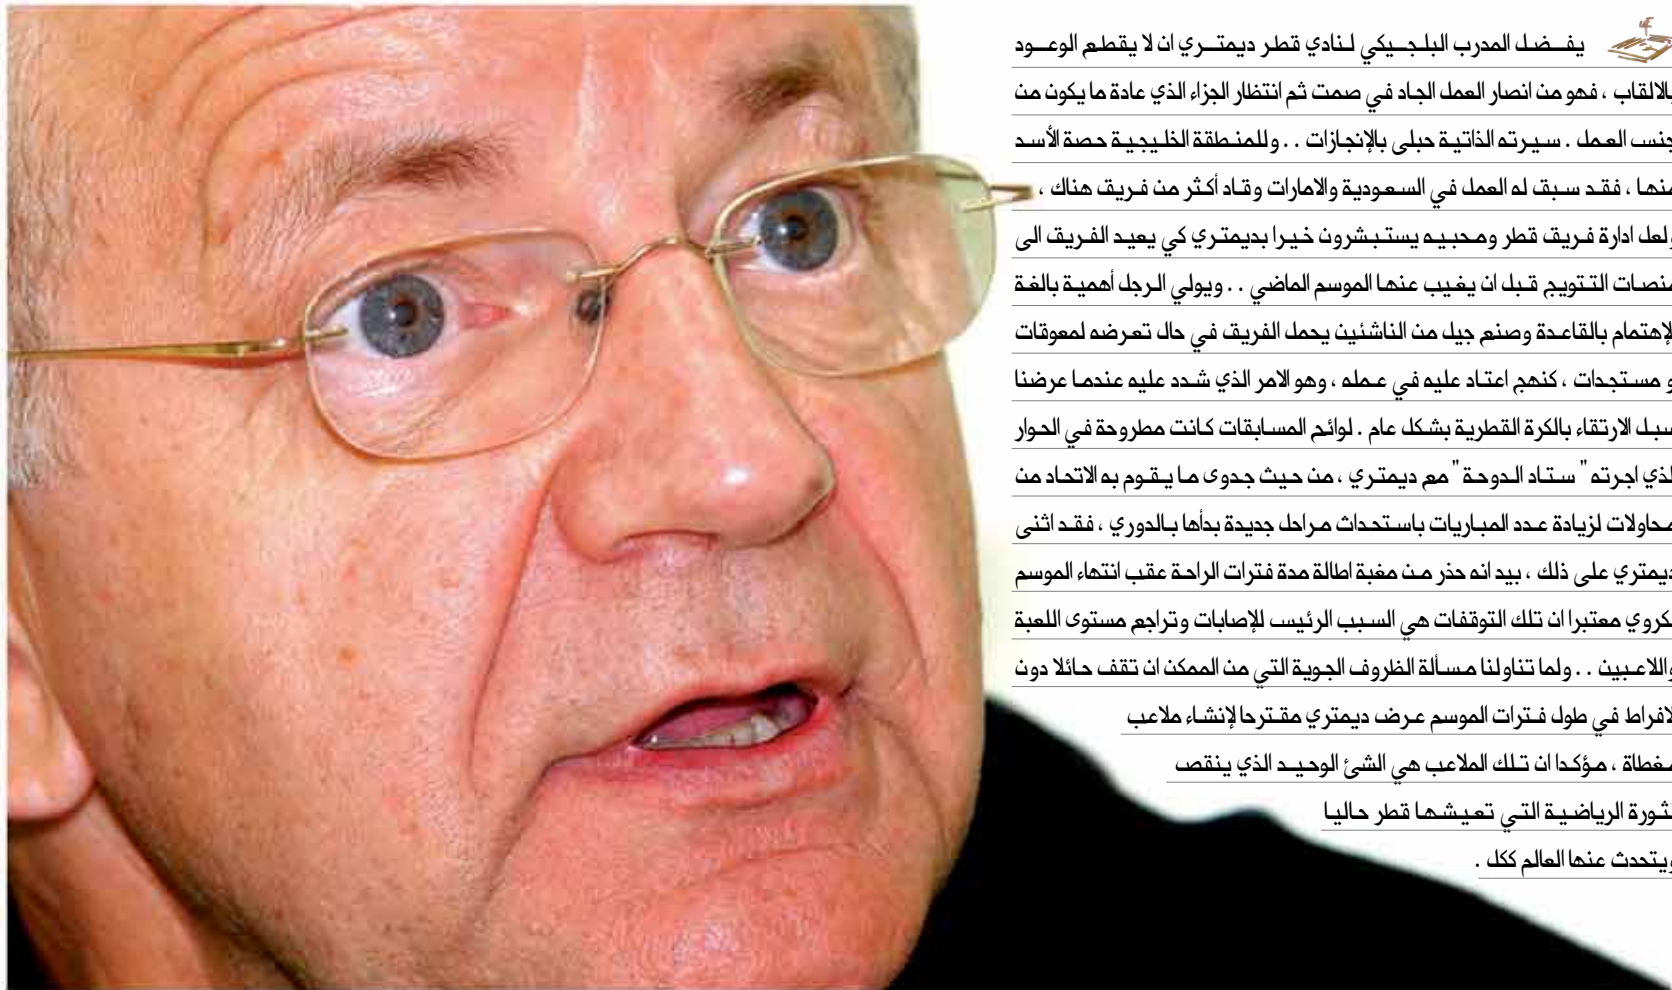 يفضل المدرب البلجيكي لنادي قطر ديمتري ان لا يقطع الوعود
بالالقاب ، فهو من انصار العمل الجاد في صمت ثم انتظار الجزاء الذي عادة ما يكون من
جنس العمل . سيرته الذاتية حبلى بالإنجازات . . وللمنطقة الخليجية حصة الأسد
منها ، فقد سبق له العمل في السعودية والامارات وقاد أكثر من فريق هناك ،
ولعل ادارة فريق قطر ومحبيه يستبشرون خيرا بديمتري كي يعيد الفريق الى
منصات التتويج قبل ان يغيب عنها الموسم الماضي . . ويولي الرجل أهمية بالغة
لإهتمام بالقاعدة وصنع جيل من الناشئين يحمل الفريق في حال تعرضه لمعوقات
و مستجدات ، كنهج اعتاد عليه في عمله ، وهو الامر الذي شدد عليه عندما عرضنا
سبل الارتقاء بالكرة القطرية بشكل عام . لوائح المسابقات كانت مطروحة في الحوار
لذي اجرته " ستاد الدوحة " مع ديمتري ، من حيث جدوى ما يقوم به الاتحاد من
محاولات لزيادة عدد المباريات باستحداث مراحل جديدة بدأها بالدوري ، فقد اثنى
ديمتري على ذلك ، بيد انه حذر من مغبة اطالة مدة فترات الراحة عقب انتهاء الموسم
لكروي معتبرا ان تلك التوقفات هي السبب الرئيس للإصابات وتراجع مستوى اللعبة
واللاعبين . . ولما تناولنا مسألة الظروف الجوية التي من الممكن ان تقف حائلا دون
لافراط في طول فترات الموسم عرض ديمتري مقترحا لإنشاء ملاعب
مغطاة ، مؤكدا ان تلك الملاعب هي الشئ الوحيد الذي ينقص
لثورة الرياضية التي تعيشها قطر حاليا
ويتحدث عنها العالم ككل .